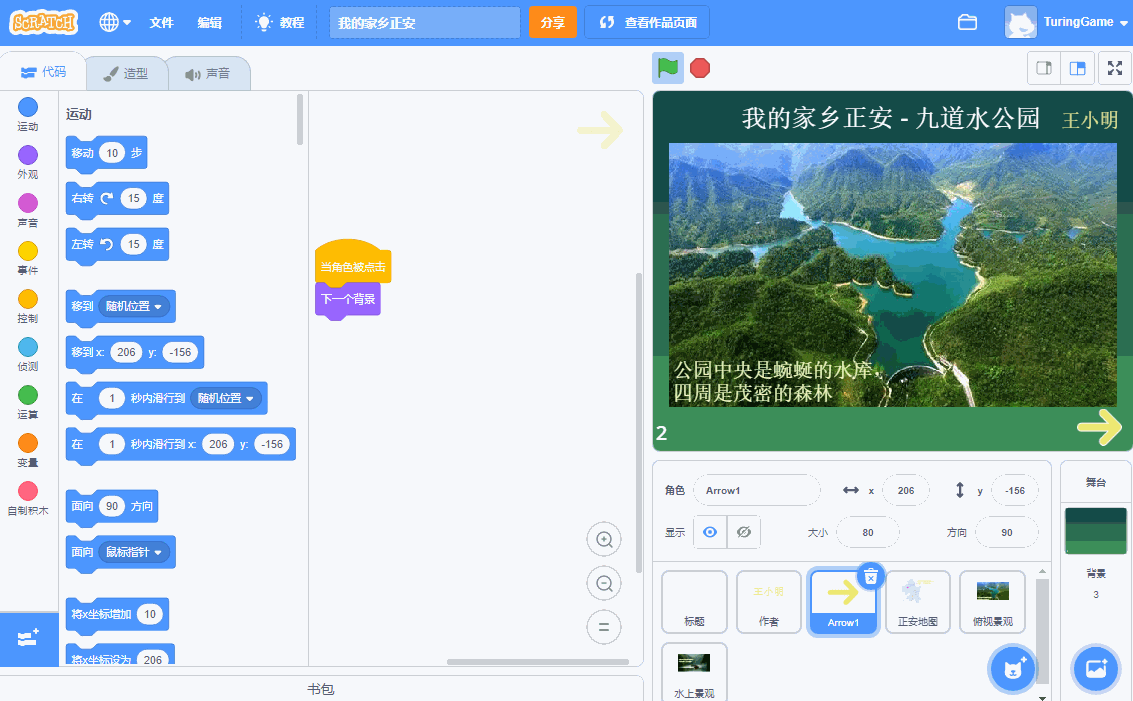 SCRATCH
文件
编辑
教程
我的家乡正安
分享
查看作品页面
TuringGame
代码
造型
声音
运动
外观
声音
事件
控制
侦测
运算
变量
自制积木
运动
移动 10 步
右转 15 度
左转 15 度
移到 随机位置
移到 x: 206 y: -156
在 1 秒内滑行到 随机位置
在 1 秒内滑行到 x: 206 y: -156
面向 90 方向
面向 鼠标指针
将x坐标增加 10
将x坐标设为 206
当角色被点击
下一个背景
书包
我的家乡正安 - 九道水公园
王小明
公园中央是蜿蜒的水库，
四周是茂密的森林
2
角色 Arrow1 x 206 y -156
显示 大小 80 方向 90
标题
王小明
作者
Arrow1
正安地图
俯视景观
水上景观
舞台
背景
3